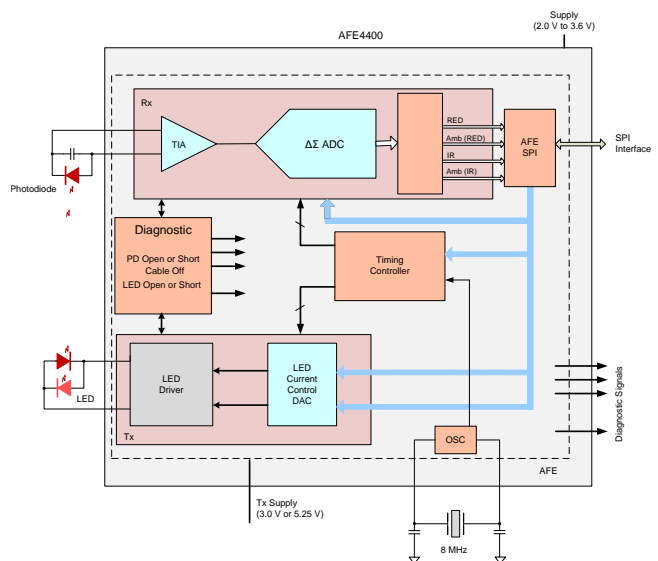 Supply
(2.0 V to 3.6 V)
AFE4400
Rx
TIA
ΔΣ ADC
RED
Amb (RED)
IR
Amb (IR)
AFE
SPI
SPI
Interface
Photodiode
Diagnostic
PD Open or Short
Cable Off
LED Open or Short
Timing
Controller
LED
LED
Driver
LED
Current
Control
DAC
Tx
Diagnostic Signals
OSC
AFE
Tx Supply
(3.0 V or 5.25 V)
8 MHz